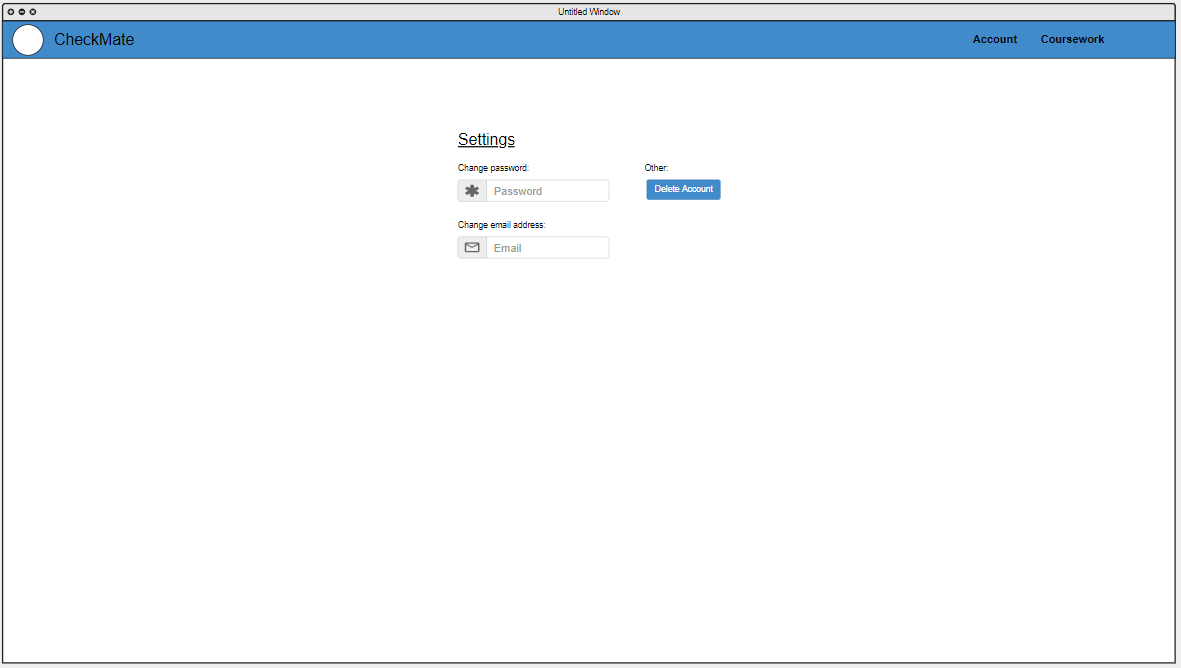 Untitled Window
CheckMate
Account
Coursework
Settings
Change password:
Password
Other:
Delete Account
Change email address:
Email